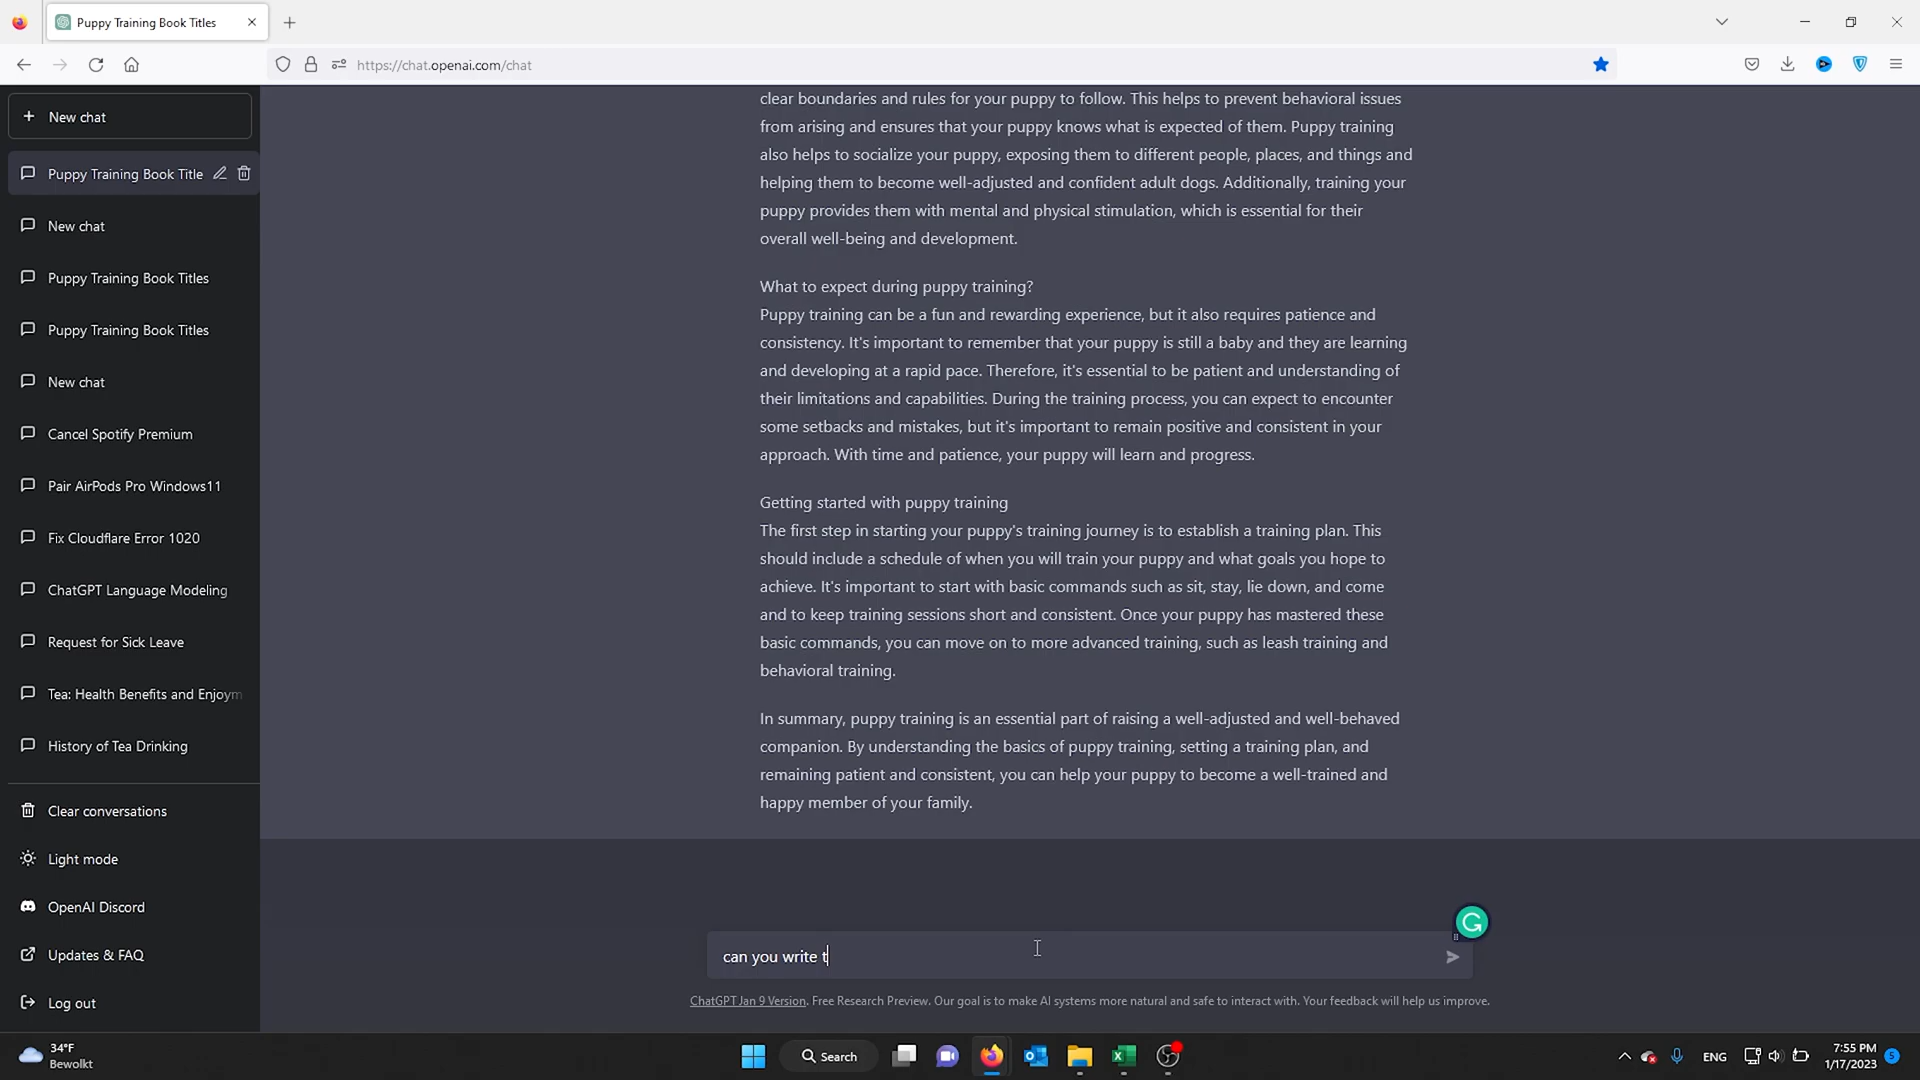 Puppy Training Book Titles
https://chat.openai.com/chat
New chat
Puppy Training Book Title
New chat
Puppy Training Book Titles
Puppy Training Book Titles
New chat
Cancel Spotify Premium
Pair AirPods Pro Windows11
Fix Cloudflare Error 1020
ChatGPT Language Modeling
Request for Sick Leave
Tea: Health Benefits and Enjoym
History of Tea Drinking
Clear conversations
Light mode
OpenAI Discord
Updates & FAQ
Log out
clear boundaries and rules for your puppy to follow. This helps to prevent behavioral issues
from arising and ensures that your puppy knows what is expected of them. Puppy training
also helps to socialize your puppy, exposing them to different people, places, and things and
helping them to become well-adjusted and confident adult dogs. Additionally, training your
puppy provides them with mental and physical stimulation, which is essential for their
overall well-being and development.
What to expect during puppy training?
Puppy training can be a fun and rewarding experience, but it also requires patience and
consistency. It's important to remember that your puppy is still a baby and they are learning
and developing at a rapid pace. Therefore, it's essential to be patient and understanding of
their limitations and capabilities. During the training process, you can expect to encounter
some setbacks and mistakes, but it's important to remain positive and consistent in your
approach. With time and patience, your puppy will learn and progress.
Getting started with puppy training
The first step in starting your puppy's training journey is to establish a training plan. This
should include a schedule of when you will train your puppy and what goals you hope to
achieve. It's important to start with basic commands such as sit, stay, lie down, and come
and to keep training sessions short and consistent. Once your puppy has mastered these
basic commands, you can move on to more advanced training, such as leash training and
behavioral training.
In summary, puppy training is an essential part of raising a well-adjusted and well-behaved
companion. By understanding the basics of puppy training, setting a training plan, and
remaining patient and consistent, you can help your puppy to become a well-trained and
happy member of your family.
can you write t
ChatGPT Jan 9 Version. Free Research Preview. Our goal is to make AI systems more natural and safe to interact with. Your feedback will help us improve.
34°F
Bewolkt
Search
ENG
7:55 PM
1/17/2023
5